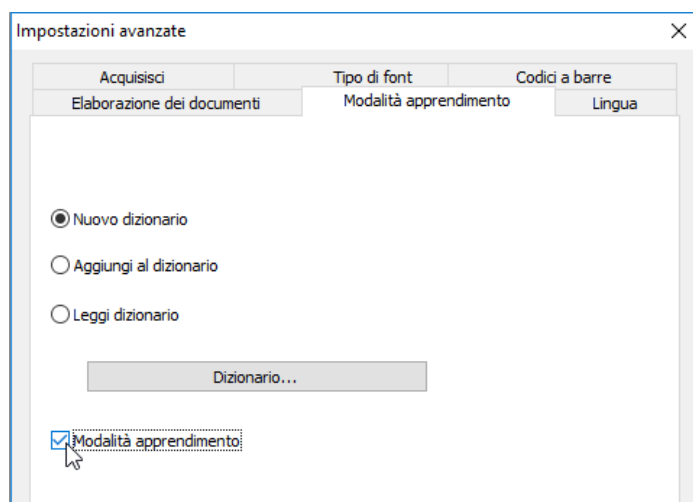 Impostazioni avanzate
Acquisisci Tipo di font Codici a barre
Elaborazione dei documenti Modalità apprendimento Lingua
Nuovo dizionario
Aggiungi al dizionario
Leggi dizionario
Dizionario...
Modalità apprendimento